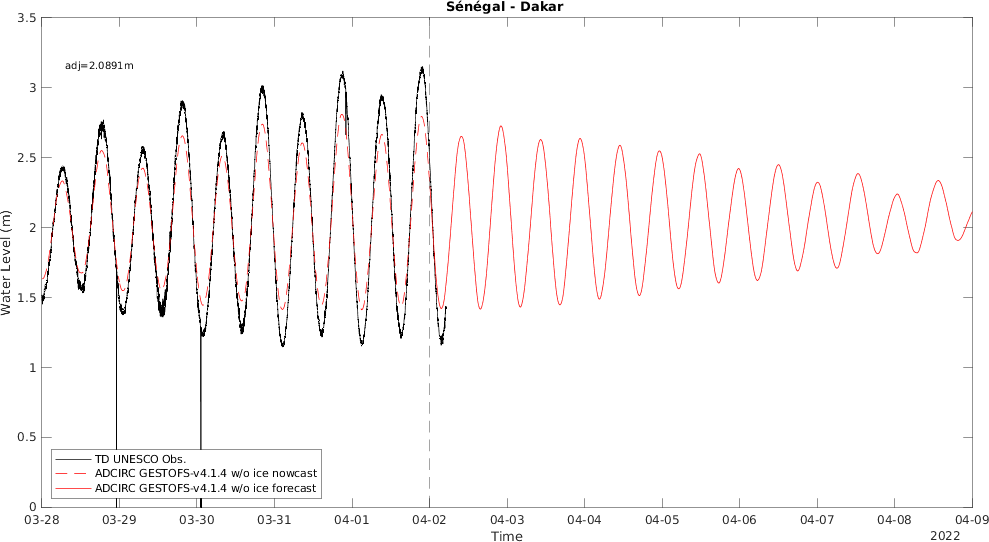 Sénégal - Dakar
adj=2.0891m
3.5
3
2.5
2
1.5
1
0.5
0
Water Level (m)
TD UNESCO Obs.
ADCIRC GESTOFS-v4.1.4 w/o ice nowcast
ADCIRC GESTOFS-v4.1.4 w/o ice forecast
03-28 03-29 03-30 03-31 04-01 04-02 04-03 04-04 04-05 04-06 04-07 04-08 04-09
Time
2022